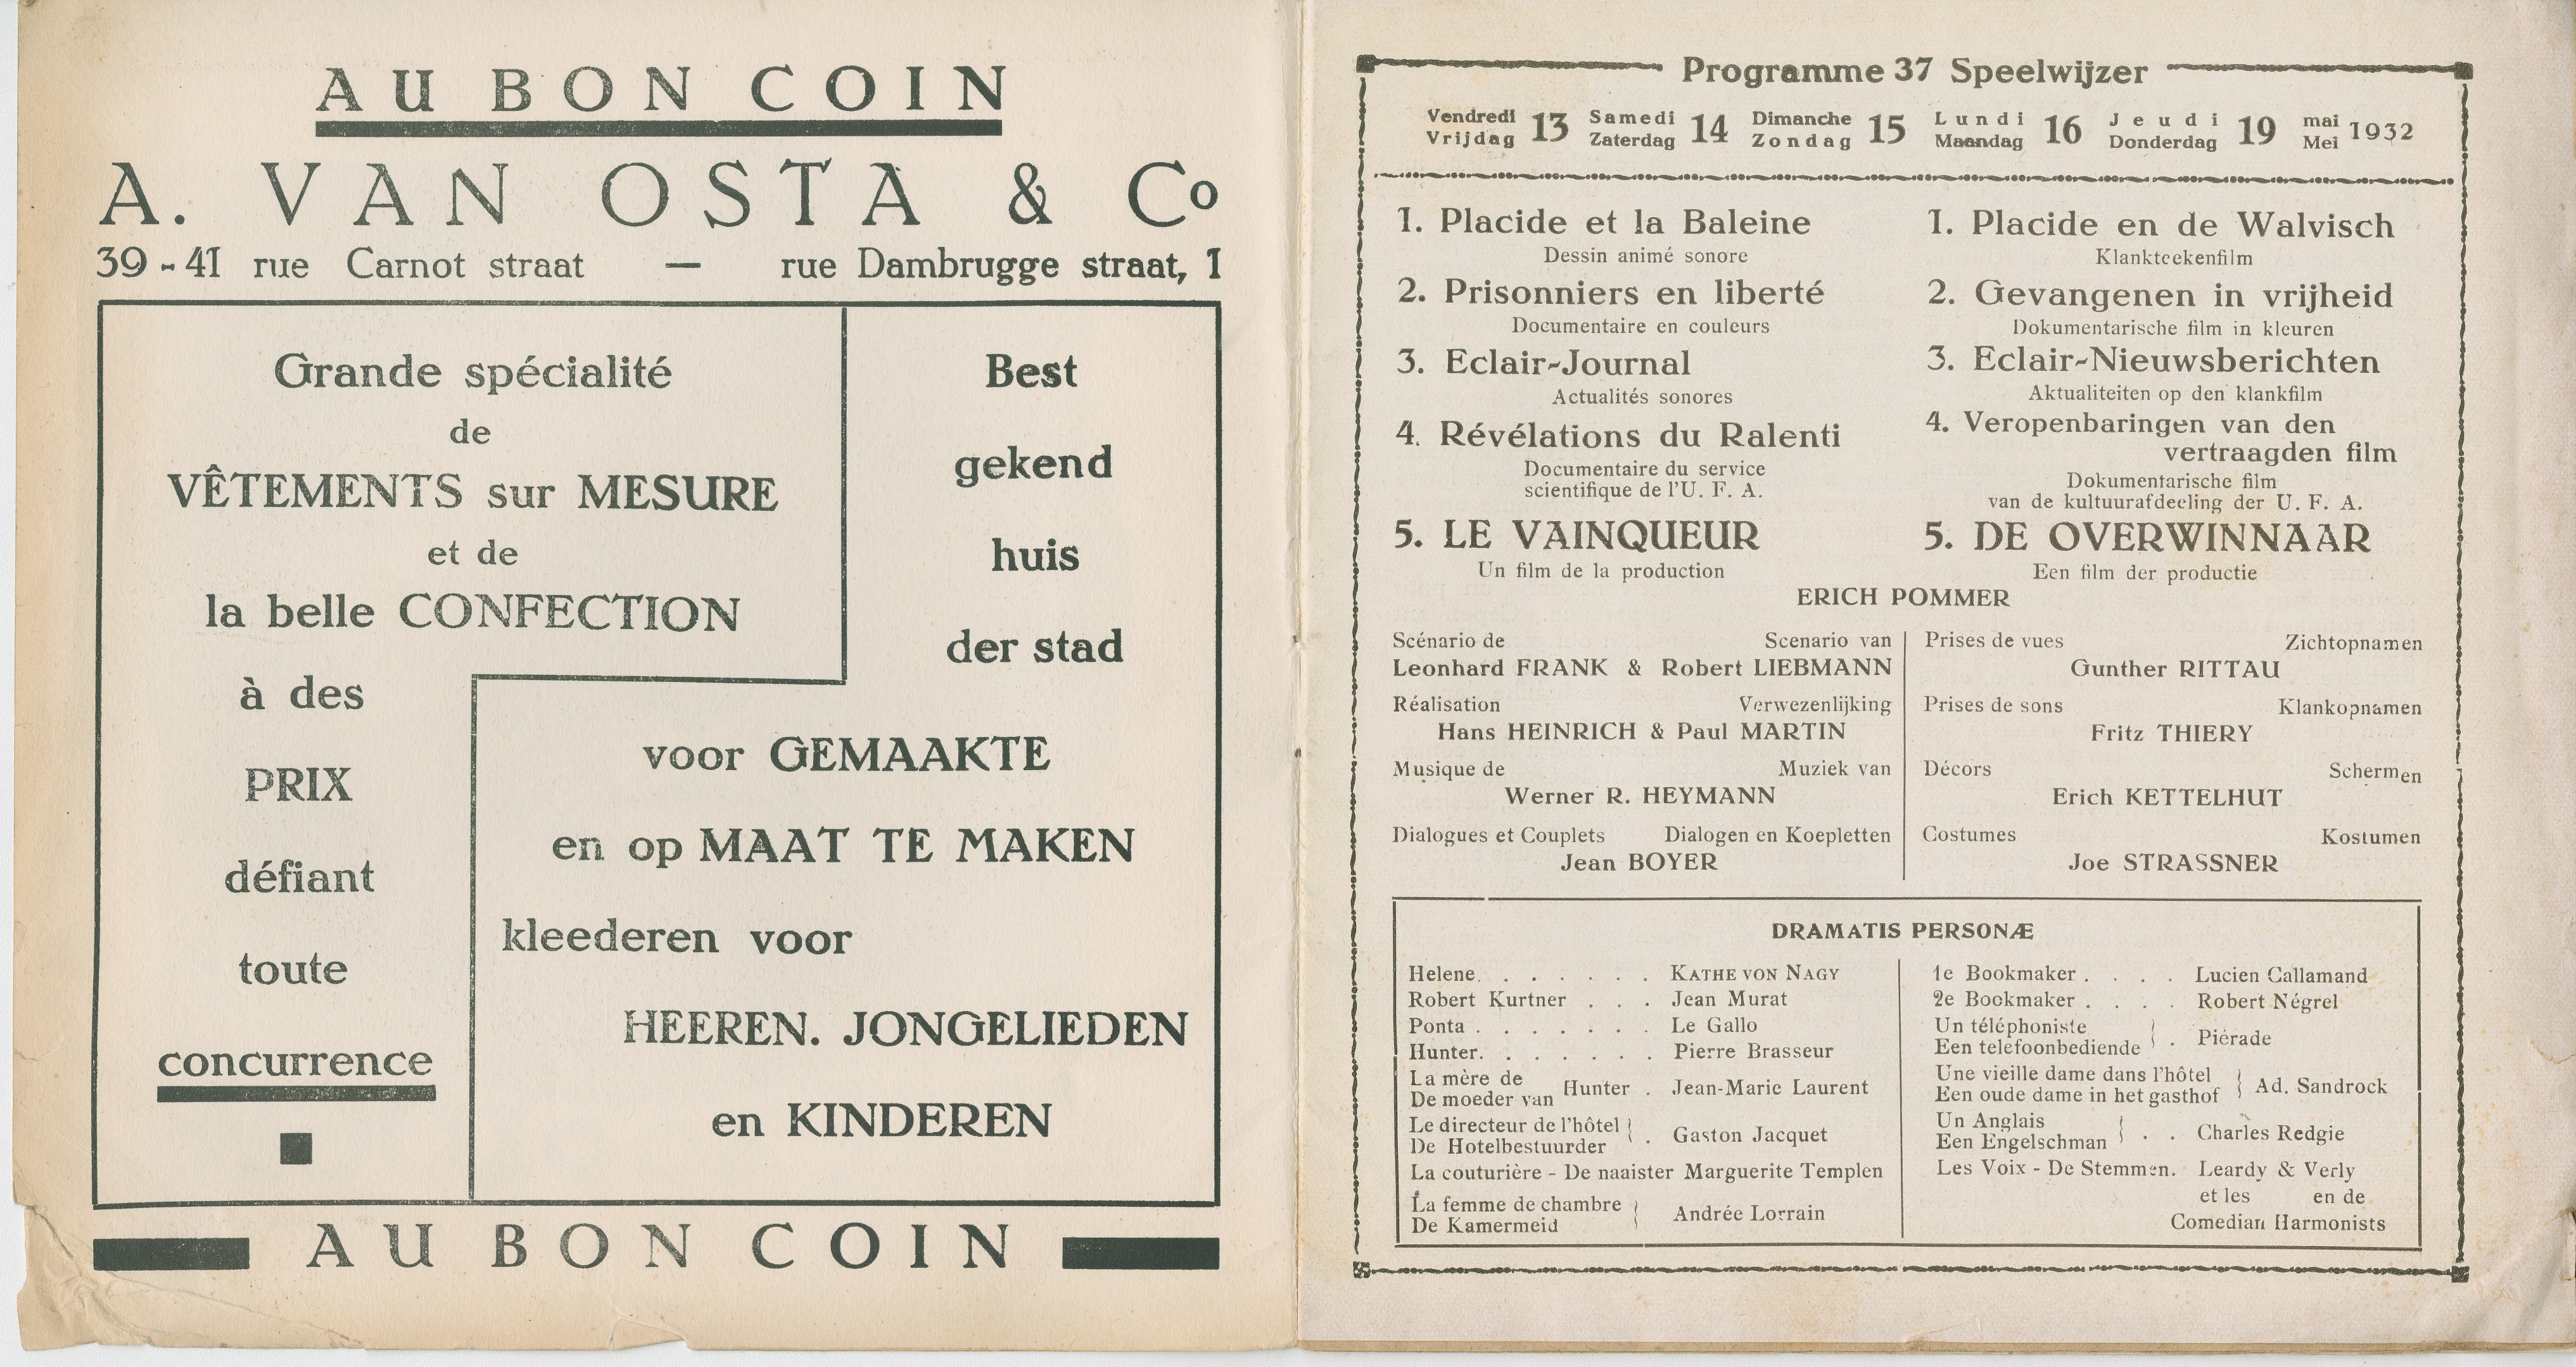 AU BON COIN
A. VAN OSTA & Co
39-41 rue Carnot straat — rue Dambrugge straat, 1
Grande spécialité
de
VÊTEMENTS sur MESURE
et de
la belle CONFECTION
à des
PRIX
défiant
toute
concurrence
Best
gekend
huis
der stad
voor GEMAAKTE
en op MAAT TE MAKEN
kleederen voor
HEEREN. JONGELIEDEN
en KINDEREN
AU BON COIN
Programme 37 Speelwijzer
Vendredi Vrijdag 13 Samedi Zaterdag 14 Dimanche Zondag 15 Lundi Maandag 16 Jeudi Donderdag 19 mai Mei 1932
1. Placide et la Baleine
Dessin animé sonore
2. Prisonniers en liberté
Documentaire en couleurs
3. Eclair-Journal
Actualités sonores
4. Révélations du Ralenti
Documentaire du service
scientifique de l'U. F. A.
5. LE VAINQUEUR
Un film de la production
1. Placide en de Walvisch
Klankteekenfilm
2. Gevangenen in vrijheid
Dokumentarische film in kleuren
3. Eclair-Nieuwsberichten
Aktualiteiten op den klankfilm
4. Veropenbaringen van den
vertraagden film
Dokumentarische film
van de kultuurafdeeling der U. F. A.
5. DE OVERWINNAAR
Een film der productie
ERICH POMMER
Scénario de Scenario van
Leonhard FRANK & Robert LIEBMANN
Réalisation Verwezenlijking
Hans HEINRICH & Paul MARTIN
Musique de Muziek van
Werner R. HEYMANN
Dialogues et Couplets Dialogen en Koepletten
Jean BOYER
Prises de vues Zichtopnamen
Gunther RITTAU
Prises de sons Klankopnamen
Fritz THIERY
Décors Schermen
Erich KETTELHUT
Costumes Kostumen
Joe STRASSNER
DRAMATIS PERSONÆ
Helene. . . . . . . KATHE VON NAGY
Robert Kurtner . . . Jean Murat
Ponta . . . . . . . Le Gallo
Hunter. . . . . . . Pierre Brasseur
La mère de
De moeder van Hunter . Jean-Marie Laurent
Le directeur de l'hôtel
De Hotelbestuurder . Gaston Jacquet
La couturière - De naaister Marguerite Templen
La femme de chambre
De Kamermeid Andrée Lorrain
1e Bookmaker . . . . Lucien Callamand
2e Bookmaker . . . . Robert Négrel
Un téléphoniste
Een telefoonbediende . Piérade
Une vieille dame dans l'hôtel
Een oude dame in het gasthof Ad. Sandrock
Un Anglais
Een Engelschman . . Charles Redgie
Les Voix - De Stemmen. Leardy & Verly
et les en de
Comedian Harmonists